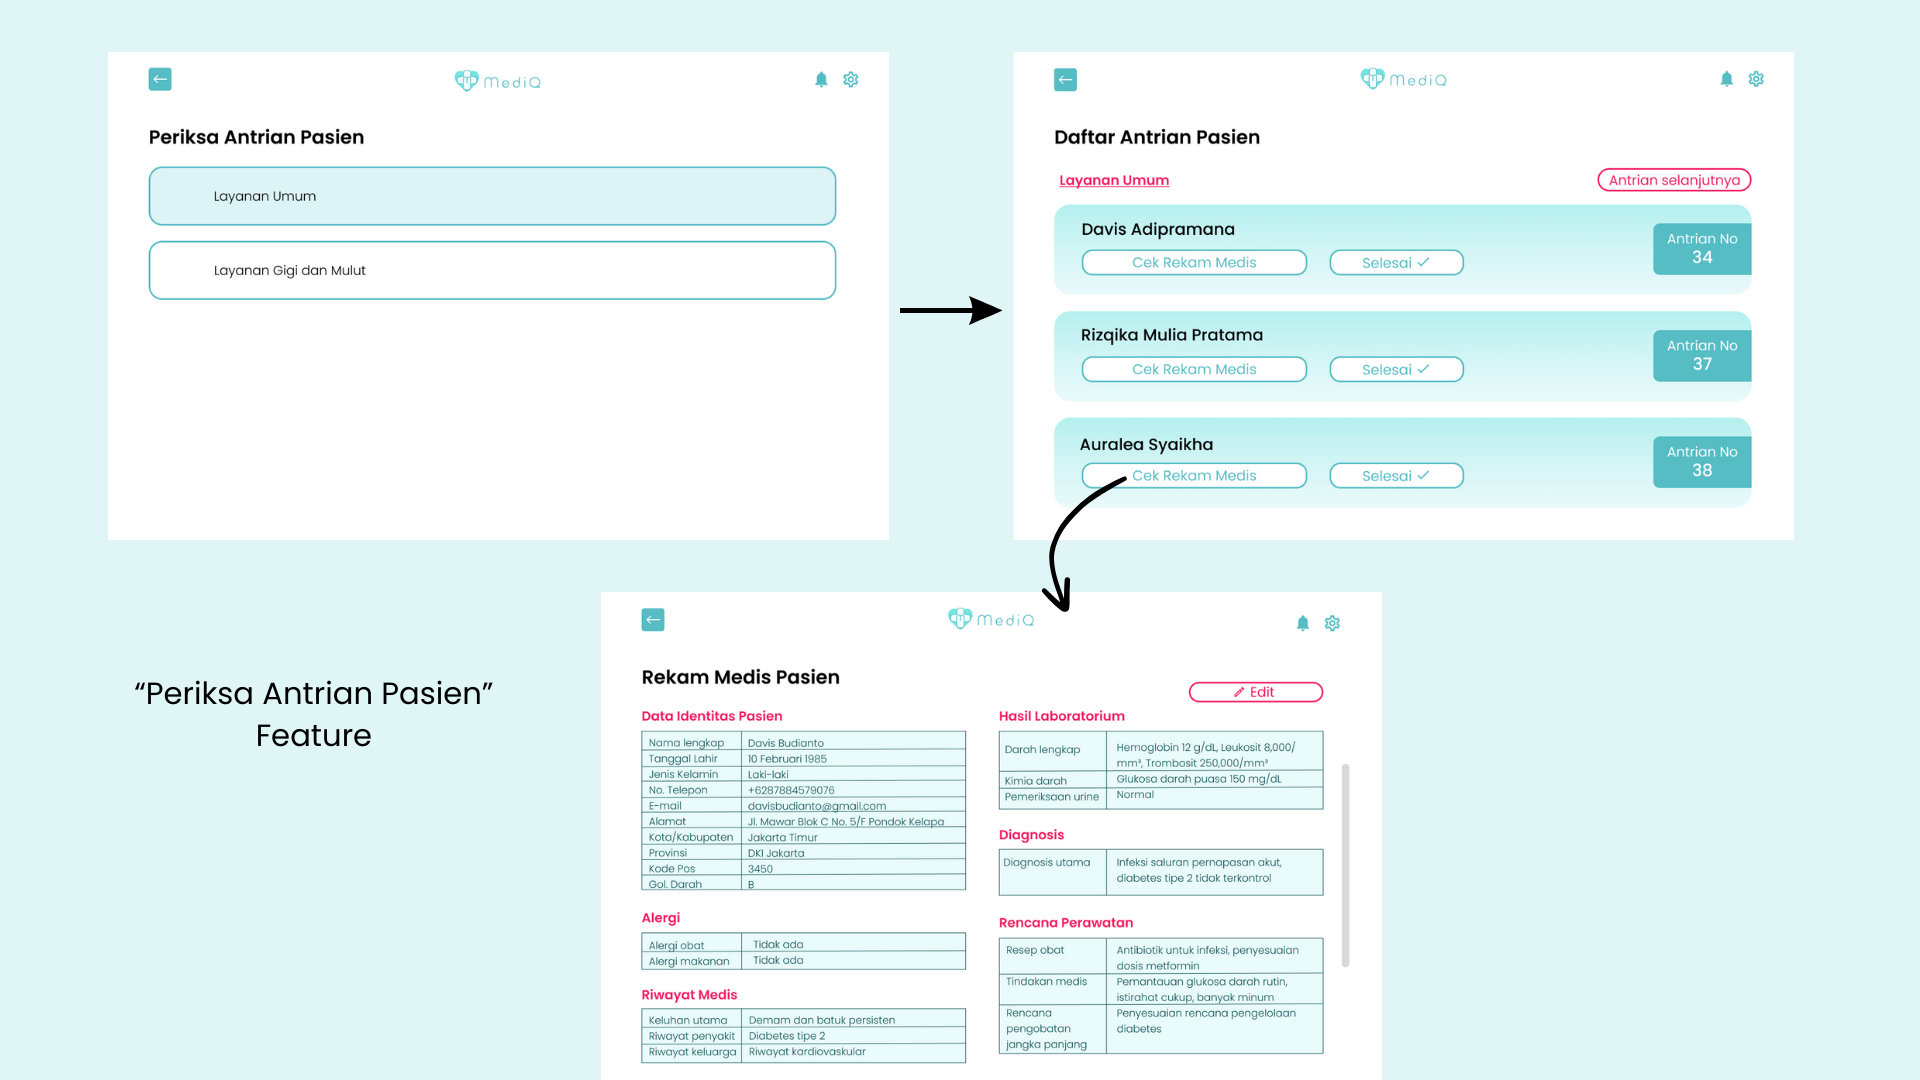 MediQ
Periksa Antrian Pasien
Layanan Umum
Layanan Gigi dan Mulut
MediQ
Daftar Antrian Pasien
Layanan Umum
Antrian selanjutnya
Davis Adipramana
Cek Rekam Medis
Selesai ✓
Antrian No
34
Rizqika Mulia Pratama
Cek Rekam Medis
Selesai ✓
Antrian No
37
Auralea Syaikha
Cek Rekam Medis
Selesai ✓
Antrian No
38
“Periksa Antrian Pasien”
Feature
MediQ
Rekam Medis Pasien
Edit
Data Identitas Pasien
Nama lengkap Davis Budianto
Tanggal Lahir 10 Februari 1985
Jenis Kelamin Laki-laki
No. Telepon +6287884579076
E-mail davisbudianto@gmail.com
Alamat Jl. Mawar Blok C No. 5/F Pondok Kelapa
Kota/Kabupaten Jakarta Timur
Provinsi DKI Jakarta
Kode Pos 3450
Gol. Darah B
Alergi
Alergi obat Tidak ada
Alergi makanan Tidak ada
Riwayat Medis
Keluhan utama Demam dan batuk persisten
Riwayat penyakit Diabetes tipe 2
Riwayat keluarga Riwayat kardiovaskular
Hasil Laboratorium
Darah lengkap Hemoglobin 12 g/dL, Leukosit 8,000/
mm³, Trombosit 250,000/mm³
Kimia darah Glukosa darah puasa 150 mg/dL
Pemeriksaan urine Normal
Diagnosis
Diagnosis utama Infeksi saluran pernapasan akut,
diabetes tipe 2 tidak terkontrol
Rencana Perawatan
Resep obat Antibiotik untuk infeksi, penyesuaian
dosis metformin
Tindakan medis Pemantauan glukosa darah rutin,
istirahat cukup, banyak minum
Rencana Penyesuaian rencana pengelolaan
pengobatan diabetes
jangka panjang